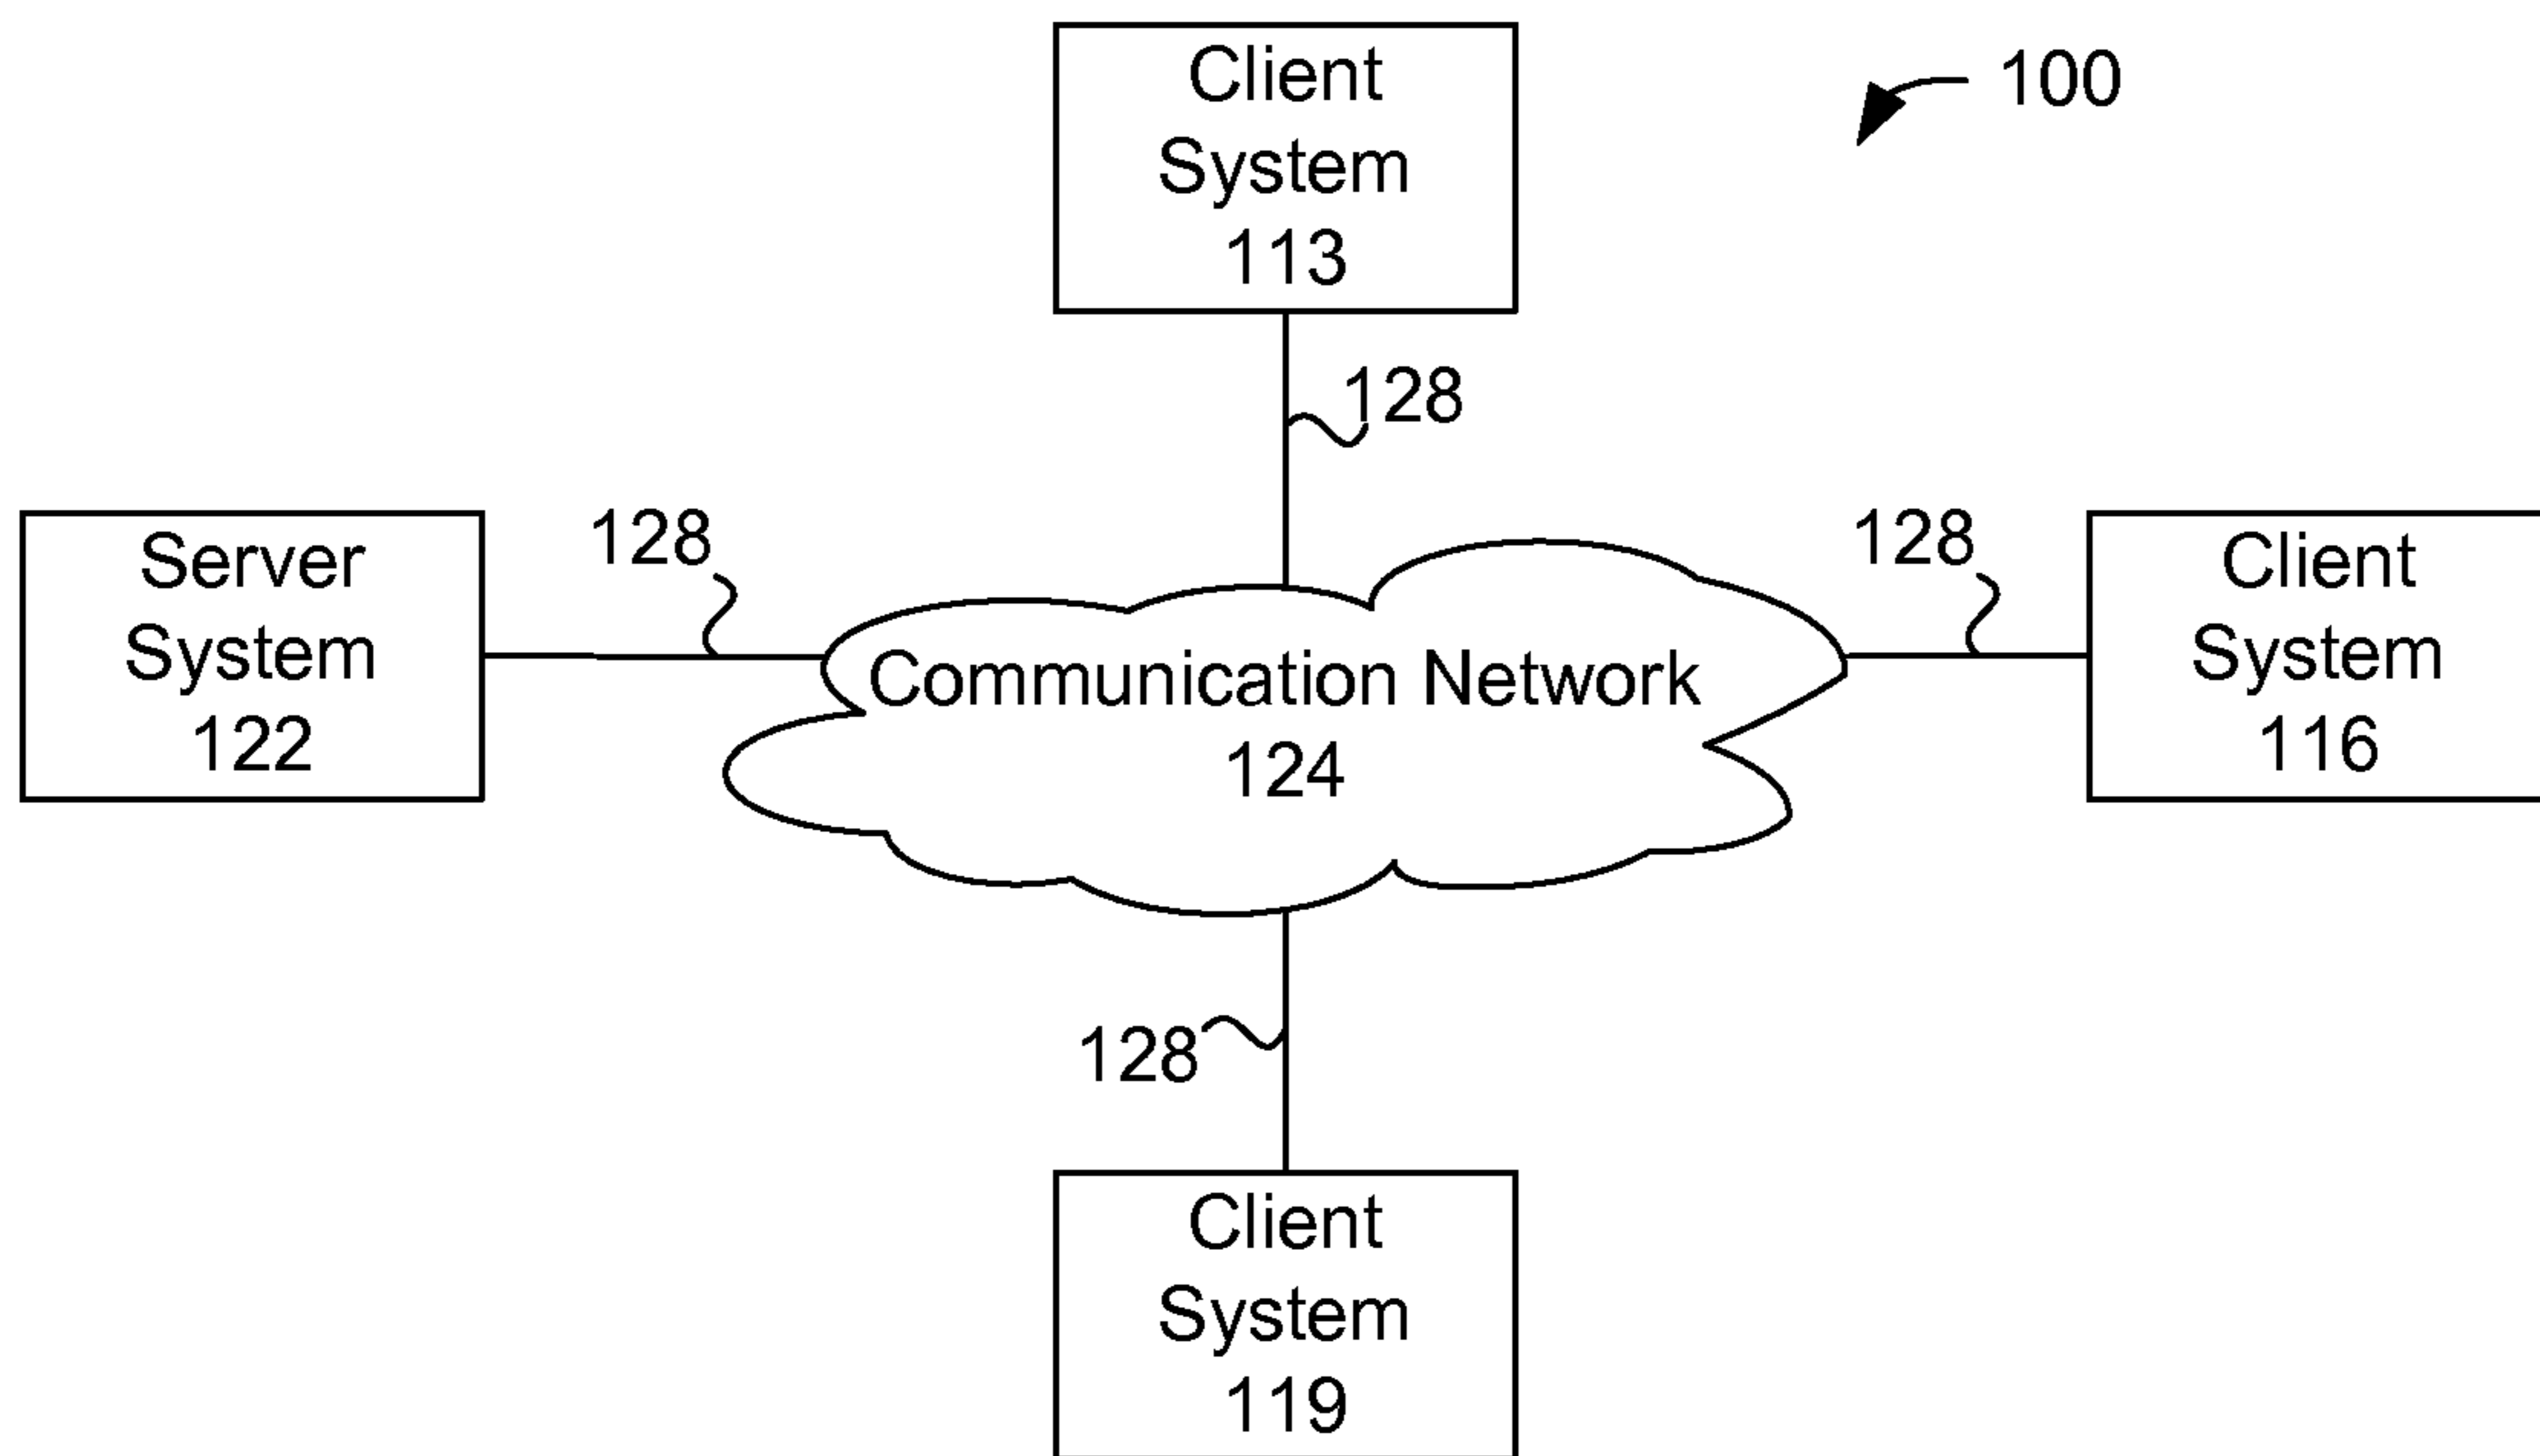 Client
System
113
100
128
Server
System
122
128
Communication Network
124
128
Client
System
116
128
Client
System
119